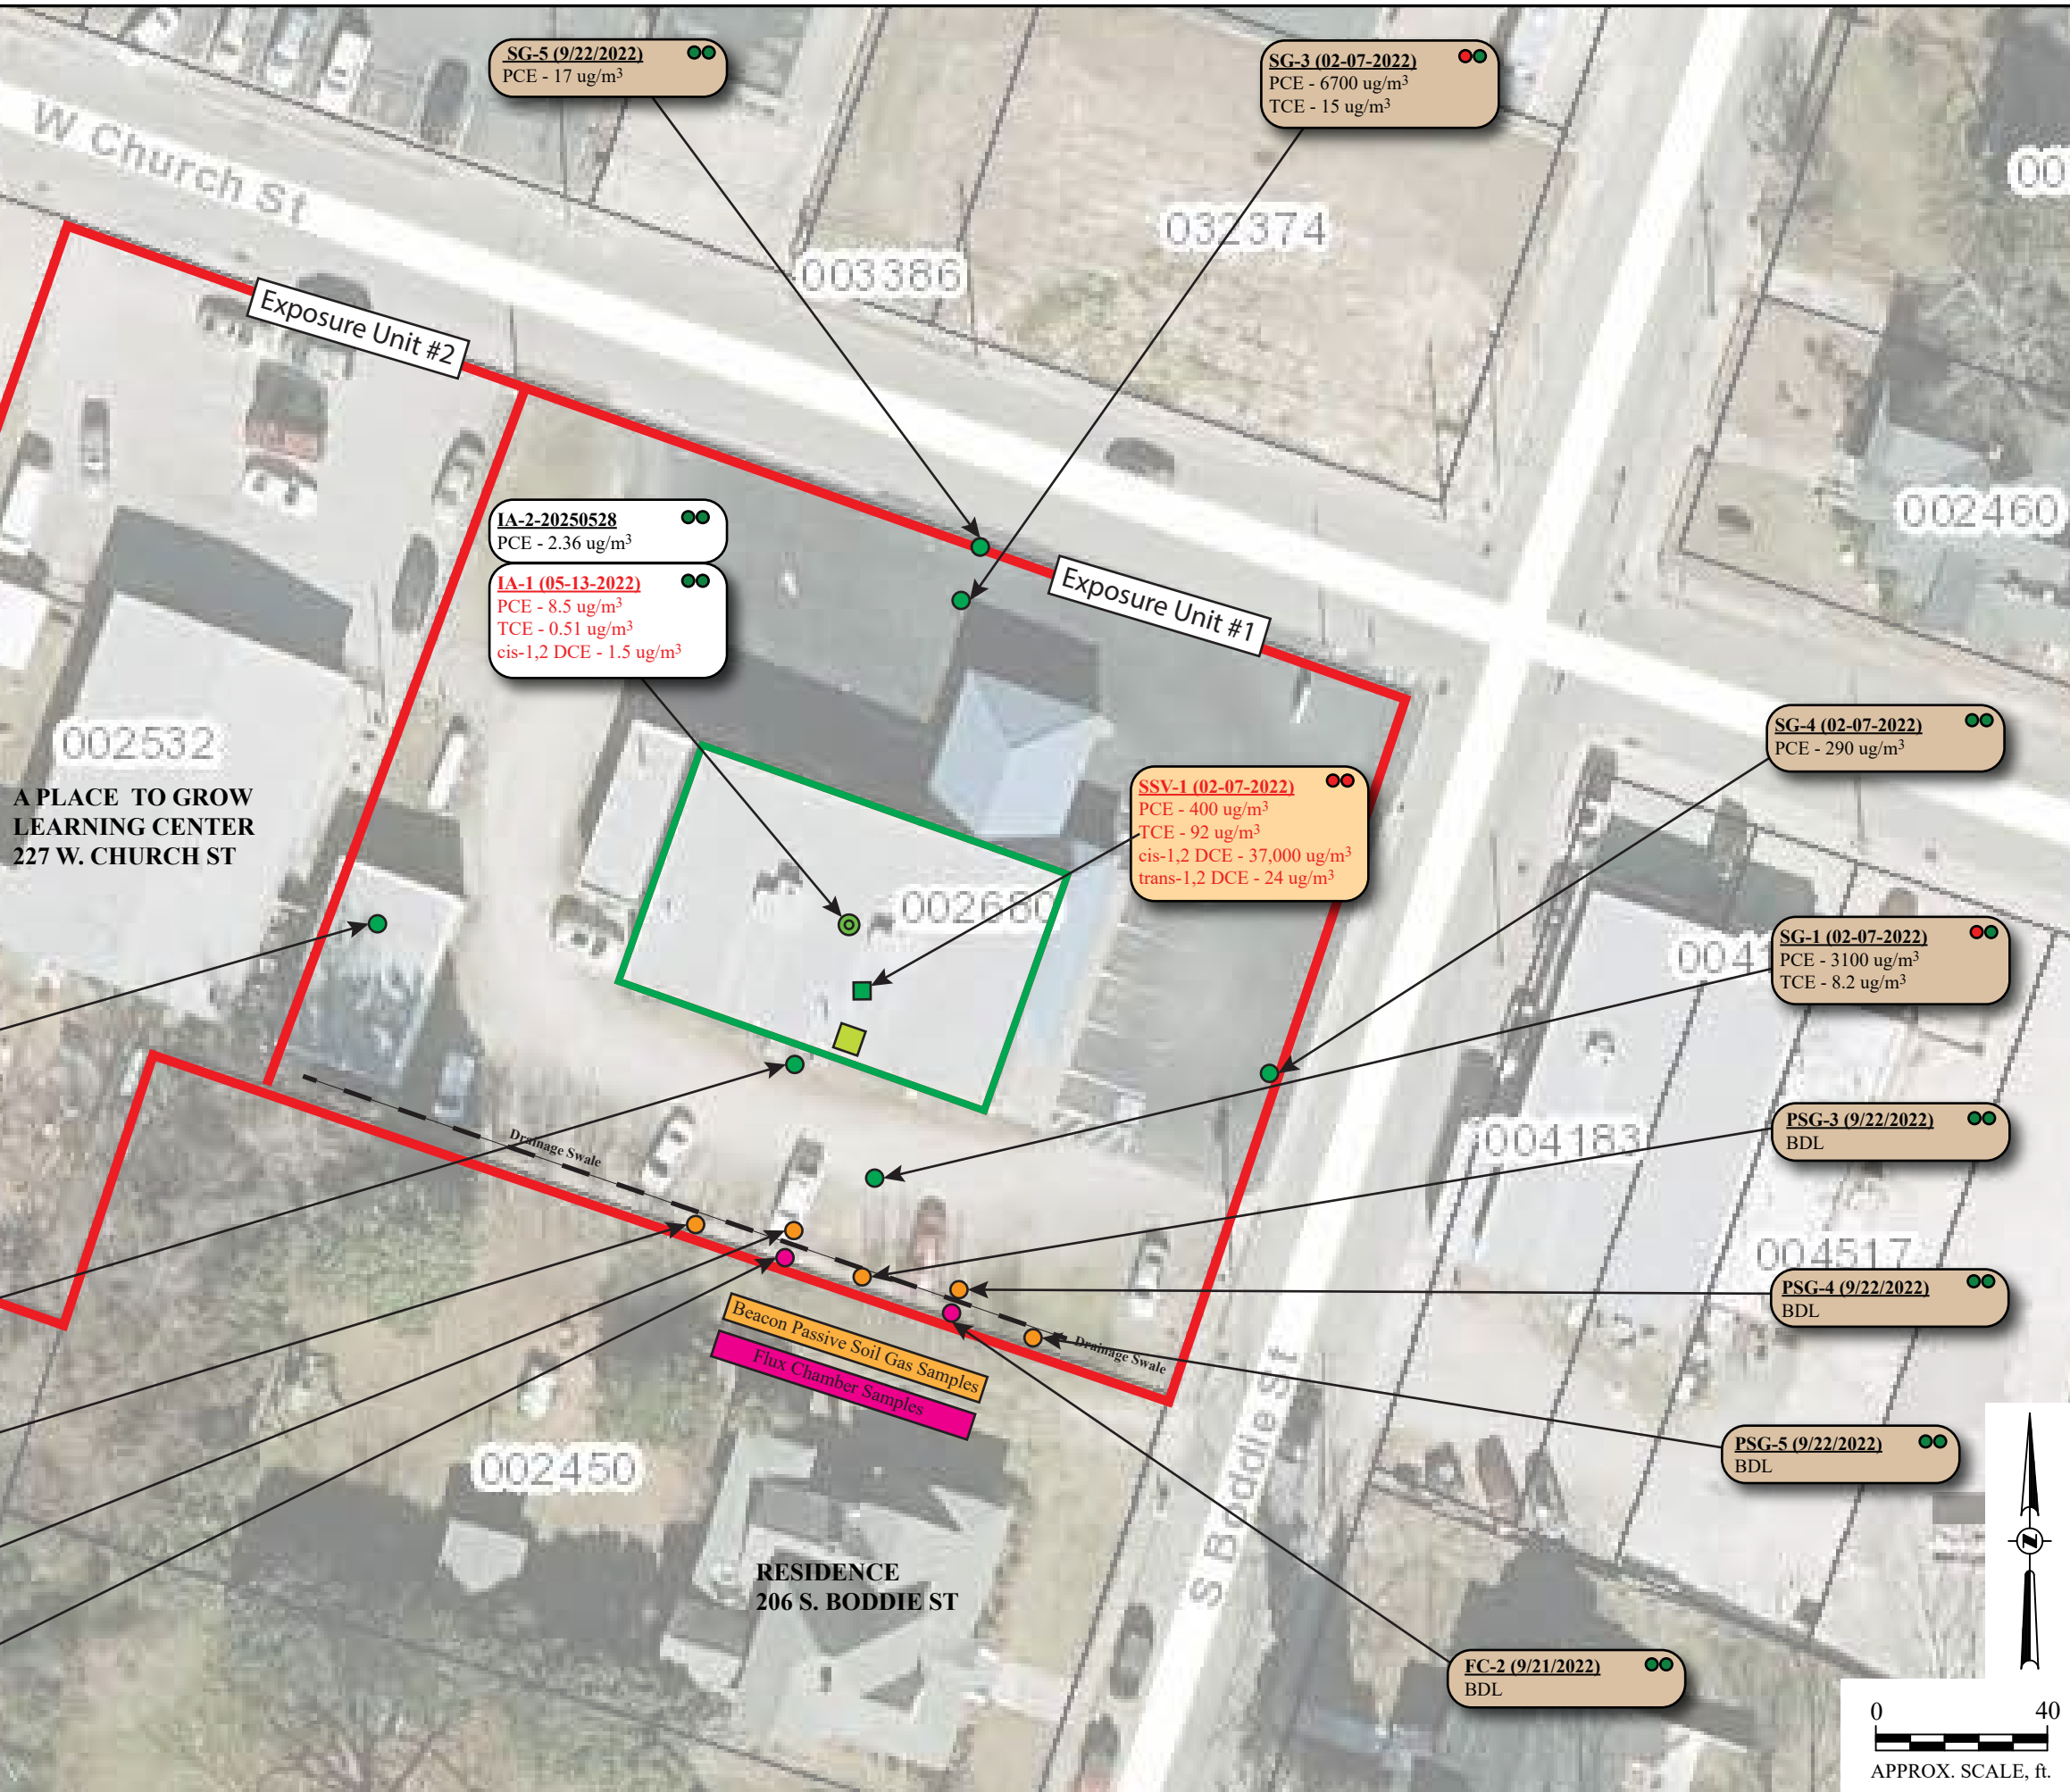 SG-5 (9/22/2022)
PCE - 17 ug/m³
SG-3 (02-07-2022)
PCE - 6700 ug/m³
TCE - 15 ug/m³
W Church St
00
032374
003386
Exposure Unit #2
002460
IA-2-20250528
PCE - 2.36 ug/m³
IA-1 (05-13-2022)
PCE - 8.5 ug/m³
TCE - 0.51 ug/m³
cis-1,2 DCE - 1.5 ug/m³
Exposure Unit #1
002532
A PLACE TO GROW
LEARNING CENTER
227 W. CHURCH ST
SG-4 (02-07-2022)
PCE - 290 ug/m³
SSV-1 (02-07-2022)
PCE - 400 ug/m³
TCE - 92 ug/m³
cis-1,2 DCE - 37,000 ug/m³
trans-1,2 DCE - 24 ug/m³
002660
SG-1 (02-07-2022)
PCE - 3100 ug/m³
TCE - 8.2 ug/m³
Drainage Swale
004183
PSG-3 (9/22/2022)
BDL
004517
PSG-4 (9/22/2022)
BDL
Beacon Passive Soil Gas Samples
Flux Chamber Samples
Drainage Swale
PSG-5 (9/22/2022)
BDL
002450
S Boddie St
RESIDENCE
206 S. BODDIE ST
FC-2 (9/21/2022)
BDL
Z
0 40
APPROX. SCALE, ft.